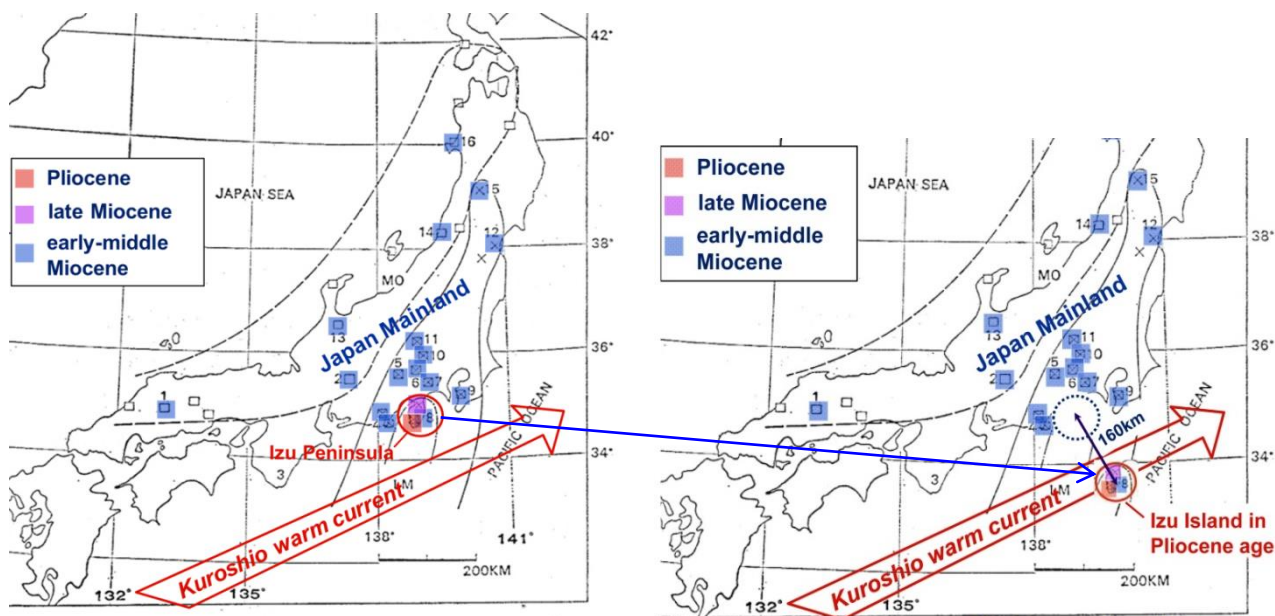 42°
40°
38°
36°
34°
132°
135°
138°
141°
200KM
Pliocene
late Miocene
early-middle
Miocene
JAPAN SEA
16
5
12
14
MO
13
Japan Mainland
11
10
5
6
7
9
2
1
8
Izu Peninsula
3
LM
PACIFIC OCEAN
Kuroshio warm current
40°
38°
36°
34°
132°
135°
138°
200KM
Pliocene
late Miocene
early-middle
Miocene
JAPAN SEA
15
12
14
MO
13
Japan Mainland
11
10
5
6
7
9
2
1
160km
8
3
LM
PACIFIC OCEAN
Kuroshio warm current
Izu Island in
Pliocene age